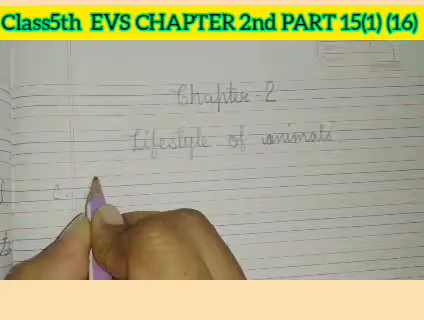 Class5th EVS CHAPTER 2nd PART 15(1) (16)
Chapter-2
Lifestyle of animals
c.